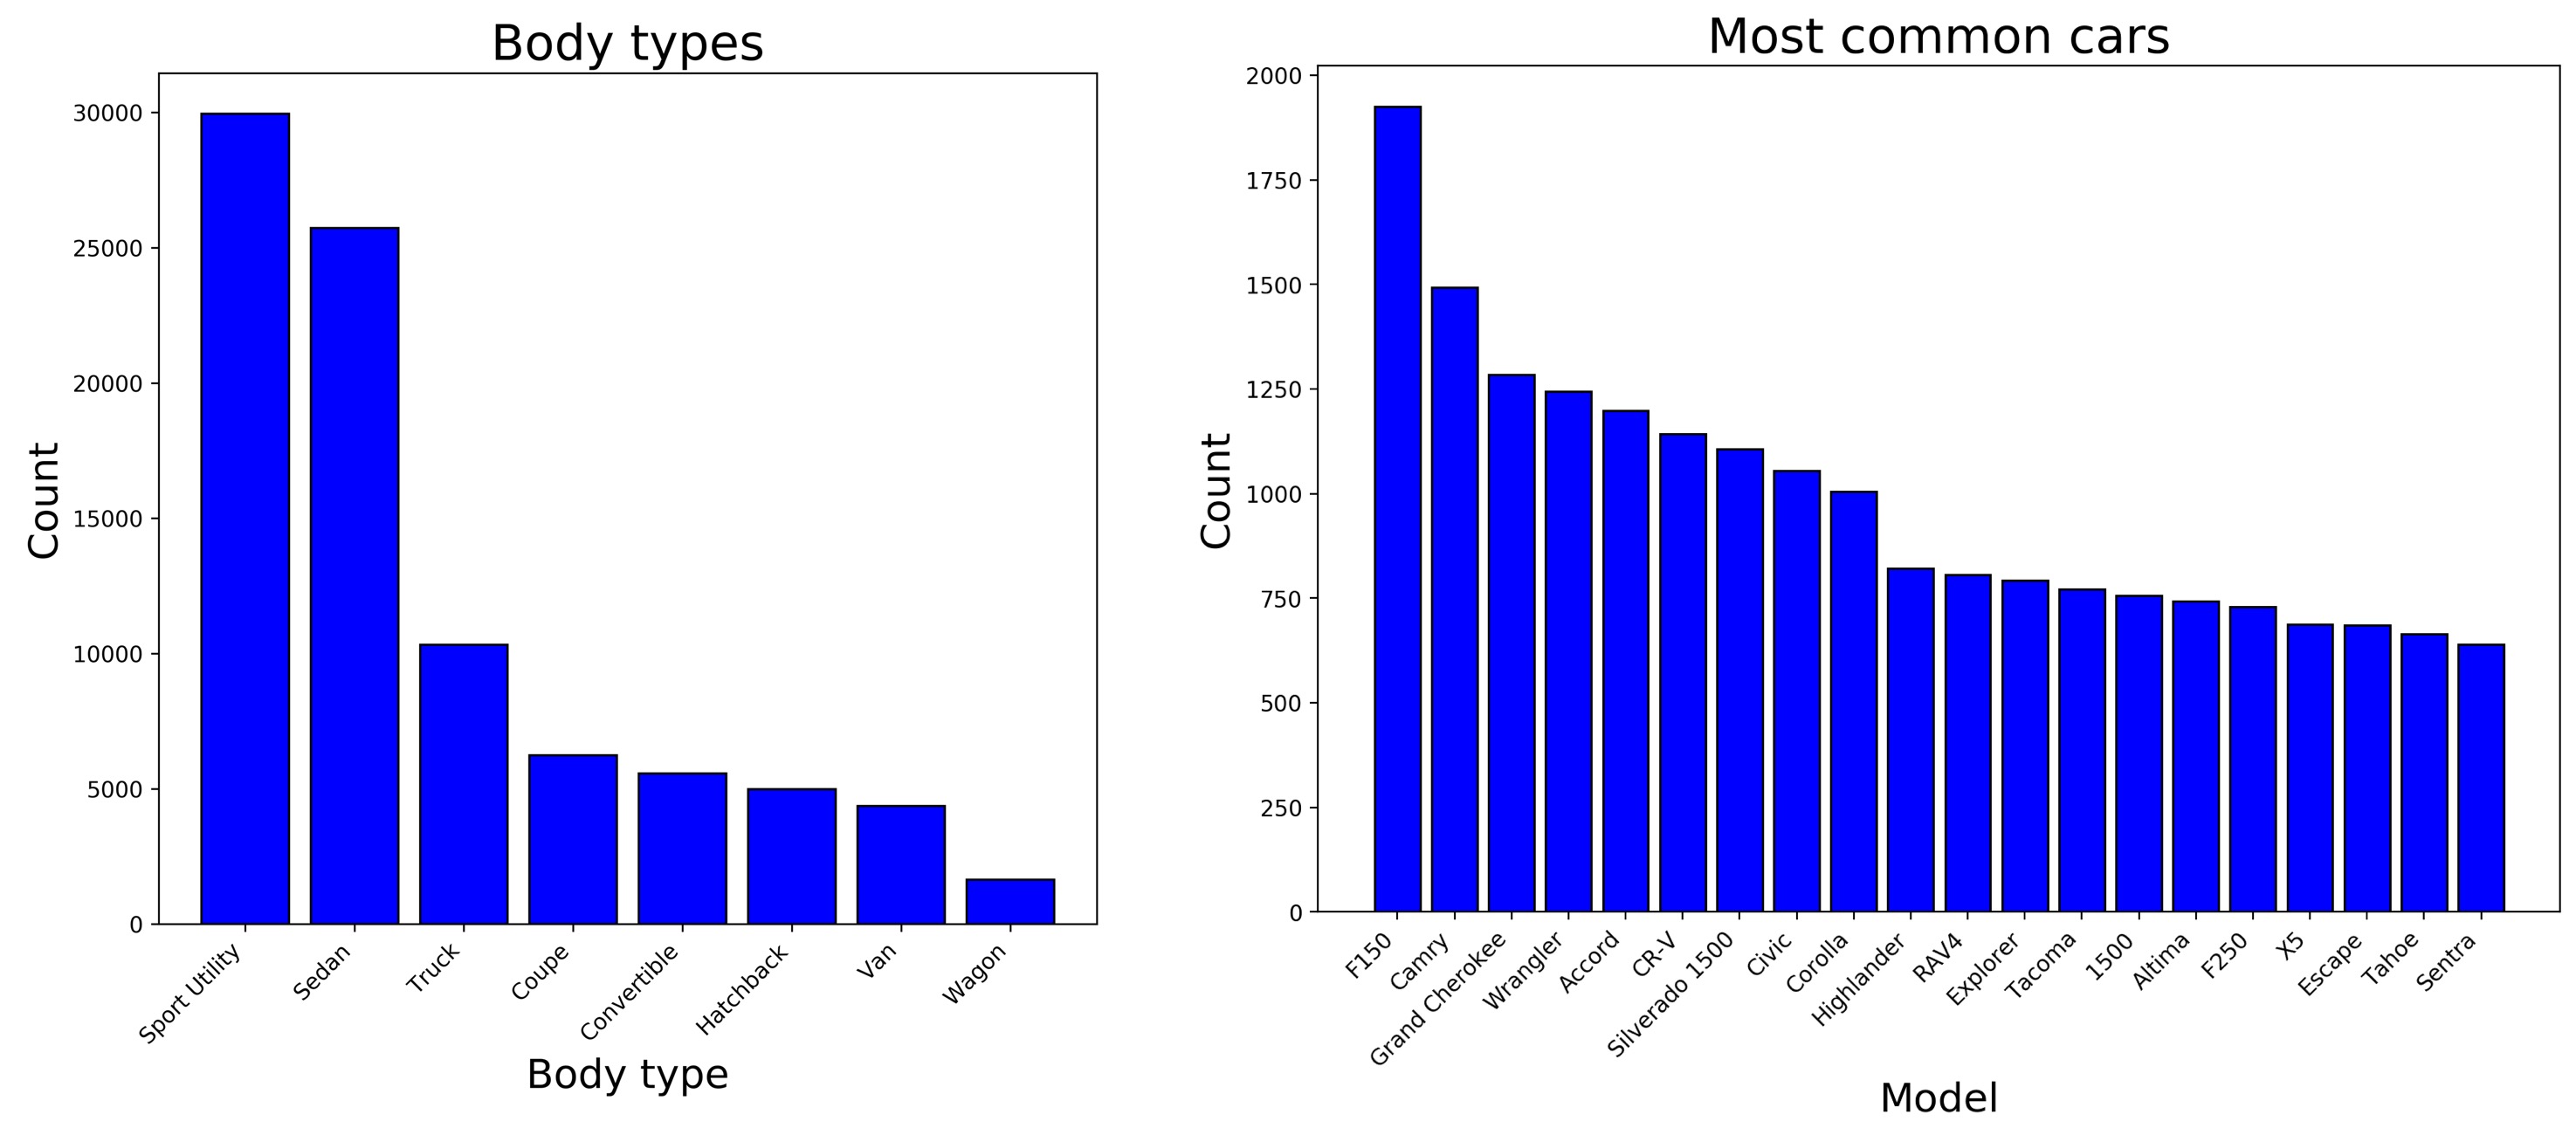 Body types
30000
25000
20000
15000
10000
5000
0
Count
Sport Utility
Sedan
Truck
Coupe
Convertible
Hatchback
Van
Wagon
Body type
Most common cars
2000
1750
1500
1250
1000
750
500
250
0
Count
F150
Camry
Grand Cherokee
Wrangler
Accord
CR-V
Silverado 1500
Civic
Corolla
Highlander
RAV4
Explorer
Tacoma
1500
Altima
F250
X5
Escape
Tahoe
Sentra
Model